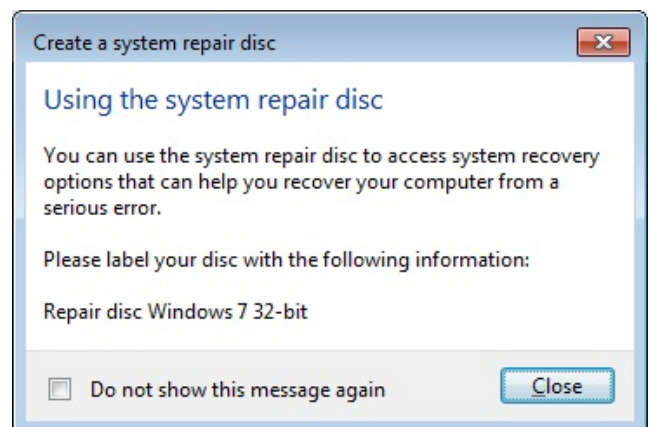 Create a system repair disc
Using the system repair disc
You can use the system repair disc to access system recovery
options that can help you recover your computer from a
serious error.
Please label your disc with the following information:
Repair disc Windows 7 32-bit
Do not show this message again
Close